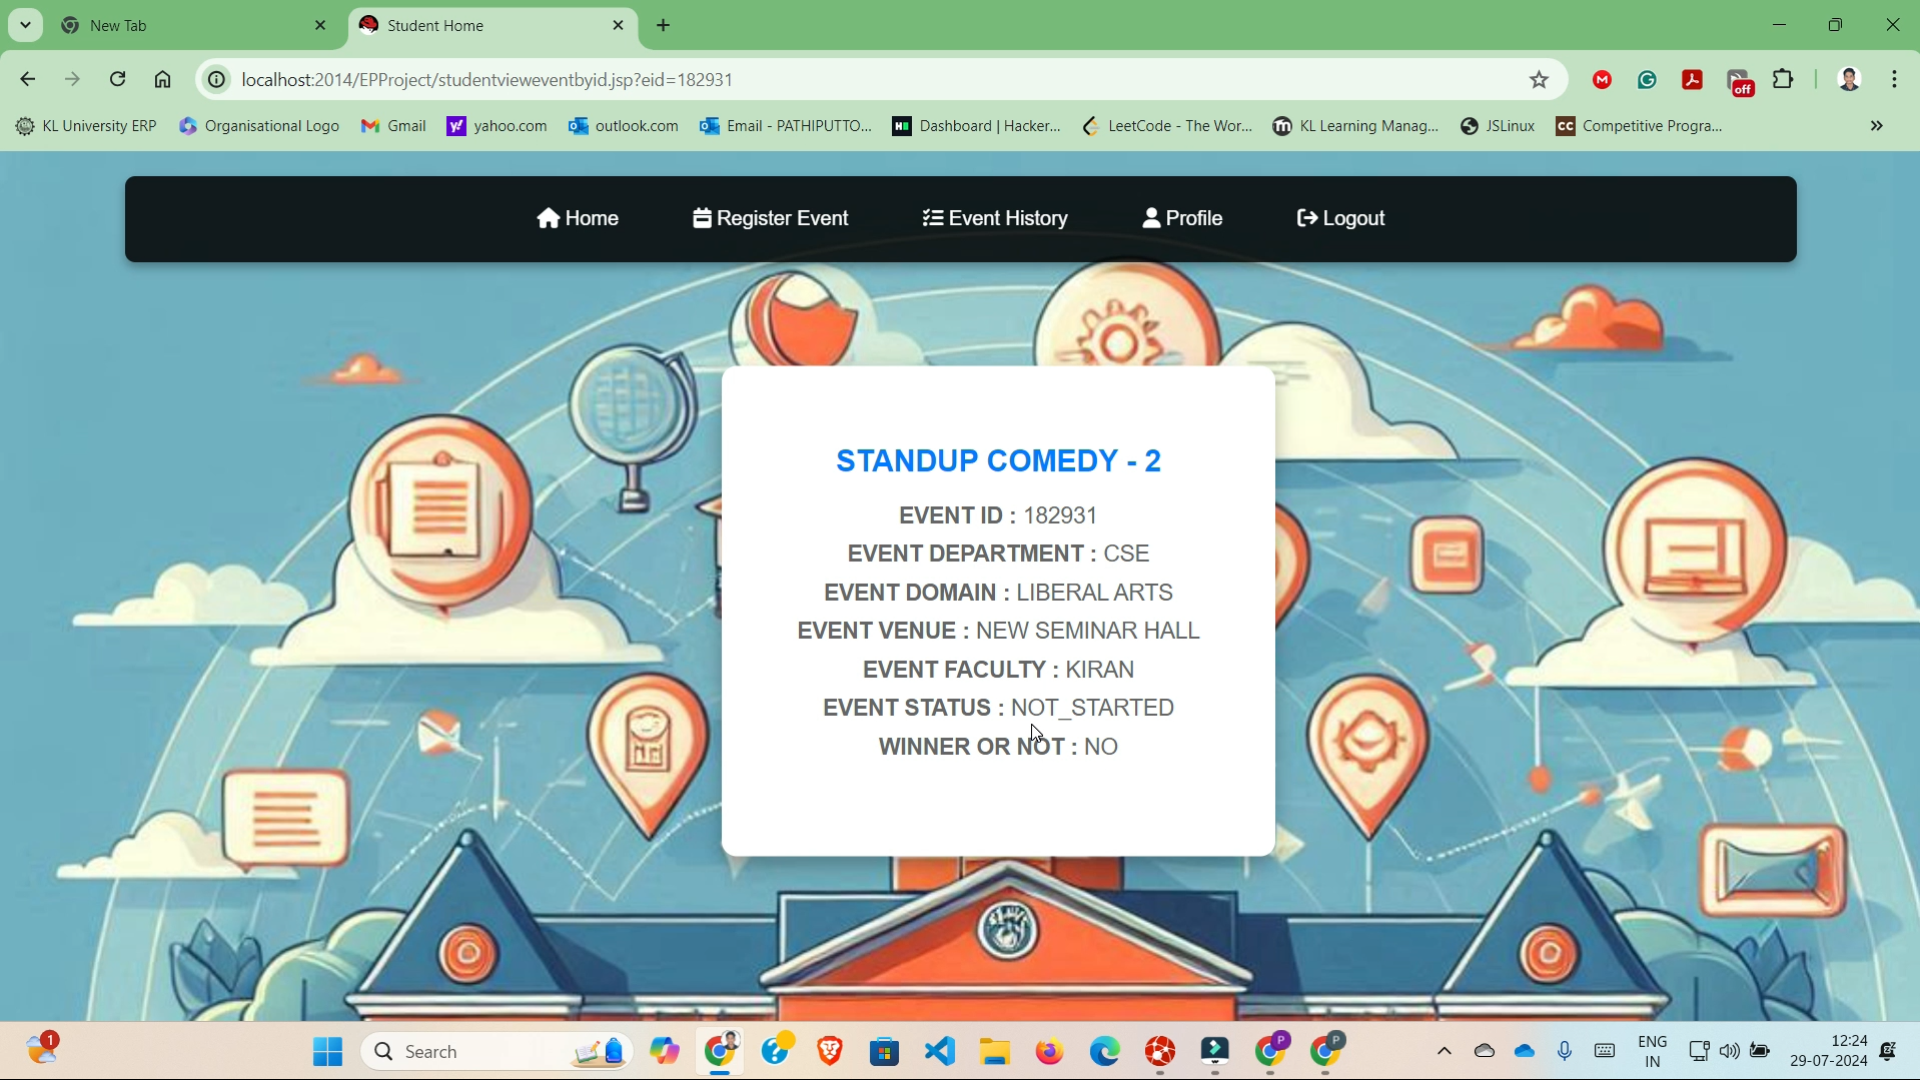 New Tab
Student Home
localhost:2014/EPProject/studentvieweventbyid.jsp?eid=182931
off
KL University ERP
Organisational Logo
Gmail
yahoo.com
outlook.com
Email - PATHIPUTTO...
Dashboard | Hacker...
LeetCode - The Wor...
KL Learning Manag...
JSLinux
CC
Competitive Progra...
Home
Register Event
Event History
Profile
Logout
STANDUP COMEDY - 2
EVENT ID : 182931
EVENT DEPARTMENT : CSE
EVENT DOMAIN : LIBERAL ARTS
EVENT VENUE : NEW SEMINAR HALL
EVENT FACULTY : KIRAN
EVENT STATUS : NOT_STARTED
WINNER OR NOT : NO
1
Search
P
P
ENG
IN
12:24
29-07-2024